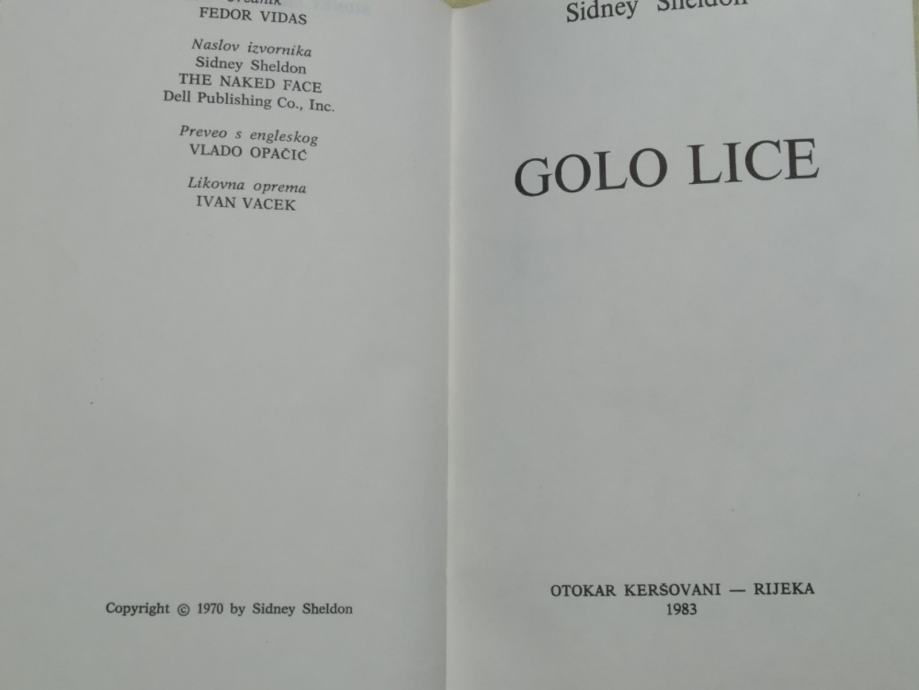 FEDOR VIDAS
Naslov izvornika
Sidney Sheldon
THE NAKED FACE
Dell Publishing Co., Inc.
Preveo s engleskog
VLADO OPAČIĆ
Likovna oprema
IVAN VACEK
Copyright © 1970 by Sidney Sheldon
Sidney Sheldon
GOLO LICE
OTOKAR KERŠOVANI — RIJEKA
1983